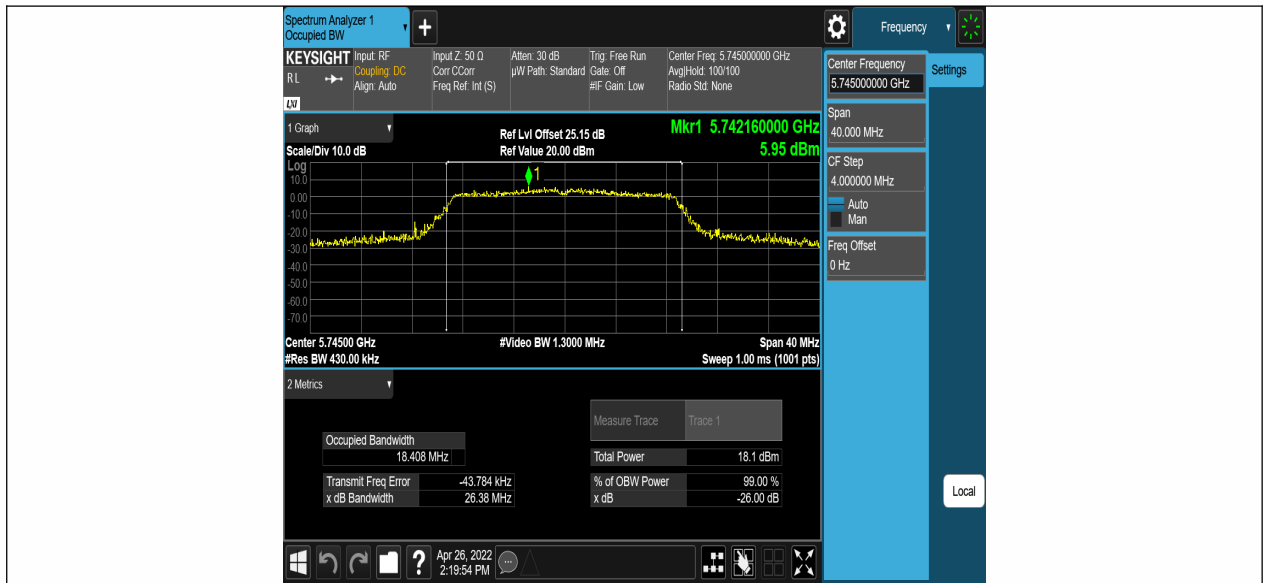 Spectrum Analyzer 1
Occupied BW
+
Frequency
KEYSIGHT
RL
LXI
Input: RF
Coupling: DC
Align: Auto
Input Z: 50 Ω
Corr CCorr
Freq Ref: Int (S)
Atten: 30 dB
µW Path: Standard
Trig: Free Run
Gate: Off
#IF Gain: Low
Center Freq: 5.745000000 GHz
Avg|Hold: 100/100
Radio Std: None
Center Frequency
5.745000000 GHz
Settings
Span
40.000 MHz
CF Step
4.000000 MHz
Auto
Man
Freq Offset
0 Hz
Local
1 Graph
Scale/Div 10.0 dB
Ref Lvl Offset 25.15 dB
Ref Value 20.00 dBm
Mkr1 5.742160000 GHz
5.95 dBm
Log
10.0
0.00
-10.0
-20.0
-30.0
-40.0
-50.0
-60.0
-70.0
1
Center 5.74500 GHz
#Video BW 1.3000 MHz
Span 40 MHz
#Res BW 430.00 kHz
Sweep 1.00 ms (1001 pts)
2 Metrics
Measure Trace
Trace 1
Occupied Bandwidth
18.408 MHz
Total Power
18.1 dBm
Transmit Freq Error
-43.784 kHz
% of OBW Power
99.00 %
x dB Bandwidth
26.38 MHz
x dB
-26.00 dB
?
Apr 26, 2022
2:19:54 PM